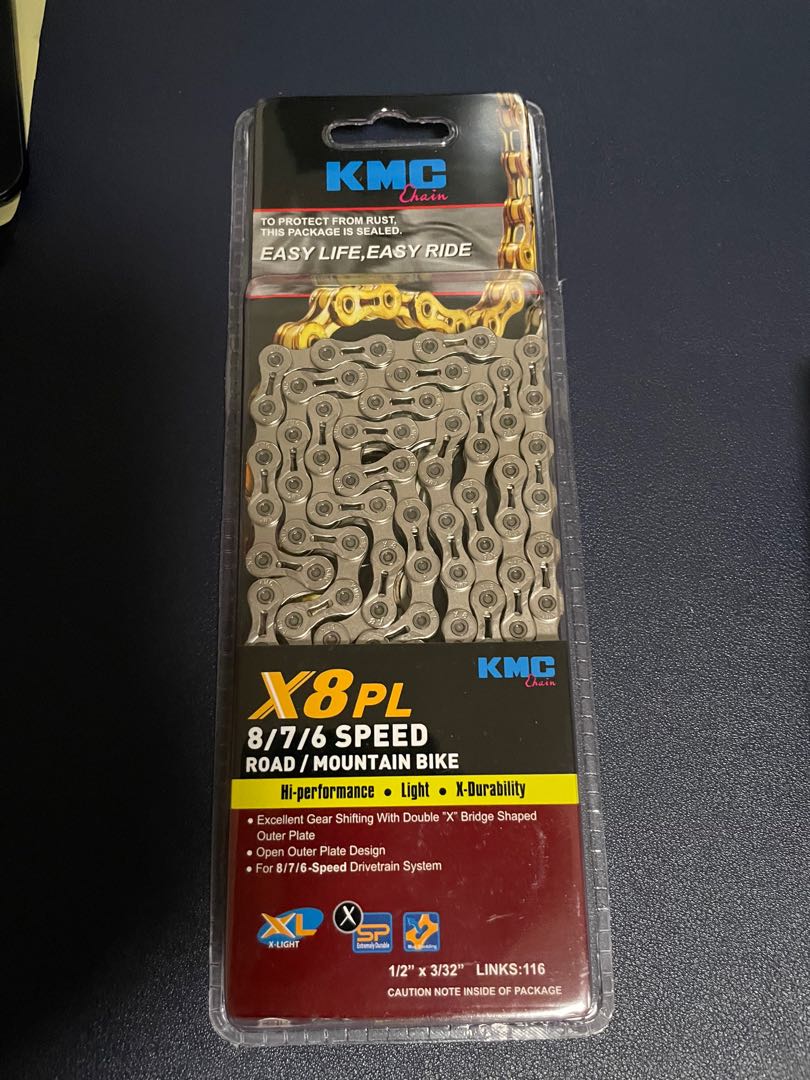 KMC
Chain
TO PROTECT FROM RUST,
THIS PACKAGE IS SEALED.
EASY LIFE,EASY RIDE
KMC
Chain
X8PL
8/7/6 SPEED
ROAD / MOUNTAIN BIKE
Hi-performance • Light • X-Durability
• Excellent Gear Shifting With Double "X" Bridge Shaped
Outer Plate
• Open Outer Plate Design
• For 8/7/6-Speed Drivetrain System
XL
X-LIGHT
X
SP
Extremely Durable
1/2" x 3/32" LINKS:116
CAUTION NOTE INSIDE OF PACKAGE